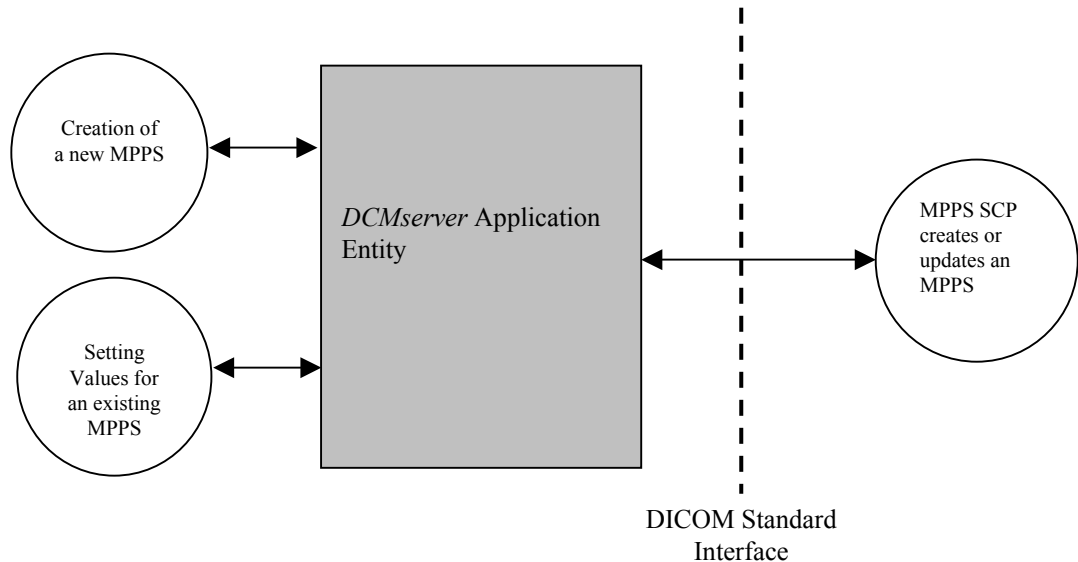 Creation of
a new MPPS
Setting
Values for
an existing
MPPS
DCMserver Application
Entity
MPPS SCP
creates or
updates an
MPPS
DICOM Standard
Interface